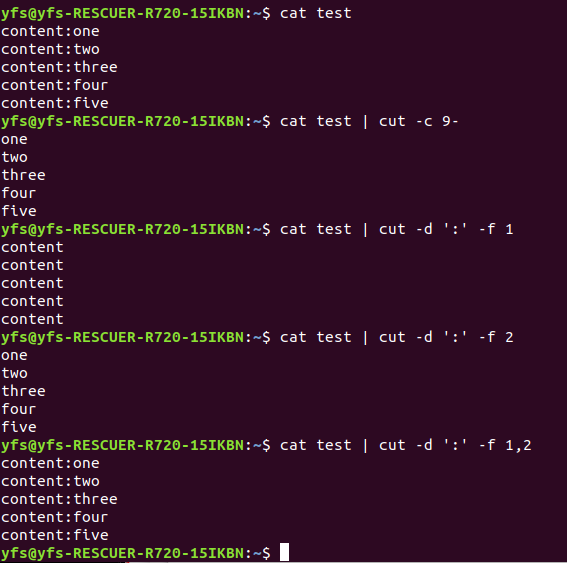 yfs@yfs-RESCUER-R720-15IKBN:~$ cat test
content:one
content:two
content:three
content:four
content:five
yfs@yfs-RESCUER-R720-15IKBN:~$ cat test | cut -c 9-
one
two
three
four
five
yfs@yfs-RESCUER-R720-15IKBN:~$ cat test | cut -d ':' -f 1
content
content
content
content
content
yfs@yfs-RESCUER-R720-15IKBN:~$ cat test | cut -d ':' -f 2
one
two
three
four
five
yfs@yfs-RESCUER-R720-15IKBN:~$ cat test | cut -d ':' -f 1,2
content:one
content:two
content:three
content:four
content:five
yfs@yfs-RESCUER-R720-15IKBN:~$